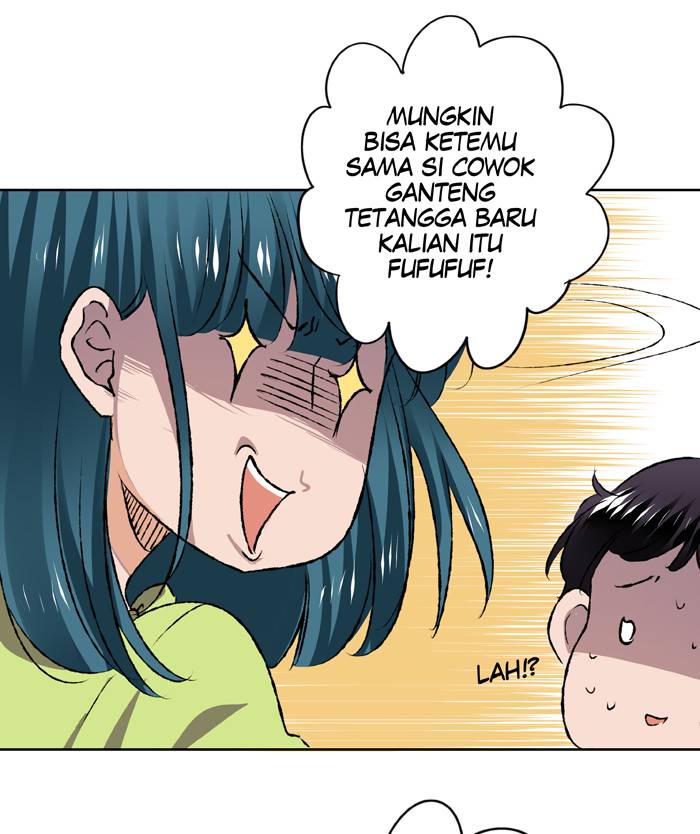 MUNGKIN
BISA KETEMU
SAMA SI COWOK
GANTENG
TETANGGA BARU
KALIAN ITU
FUFUFUF!
LAH!?